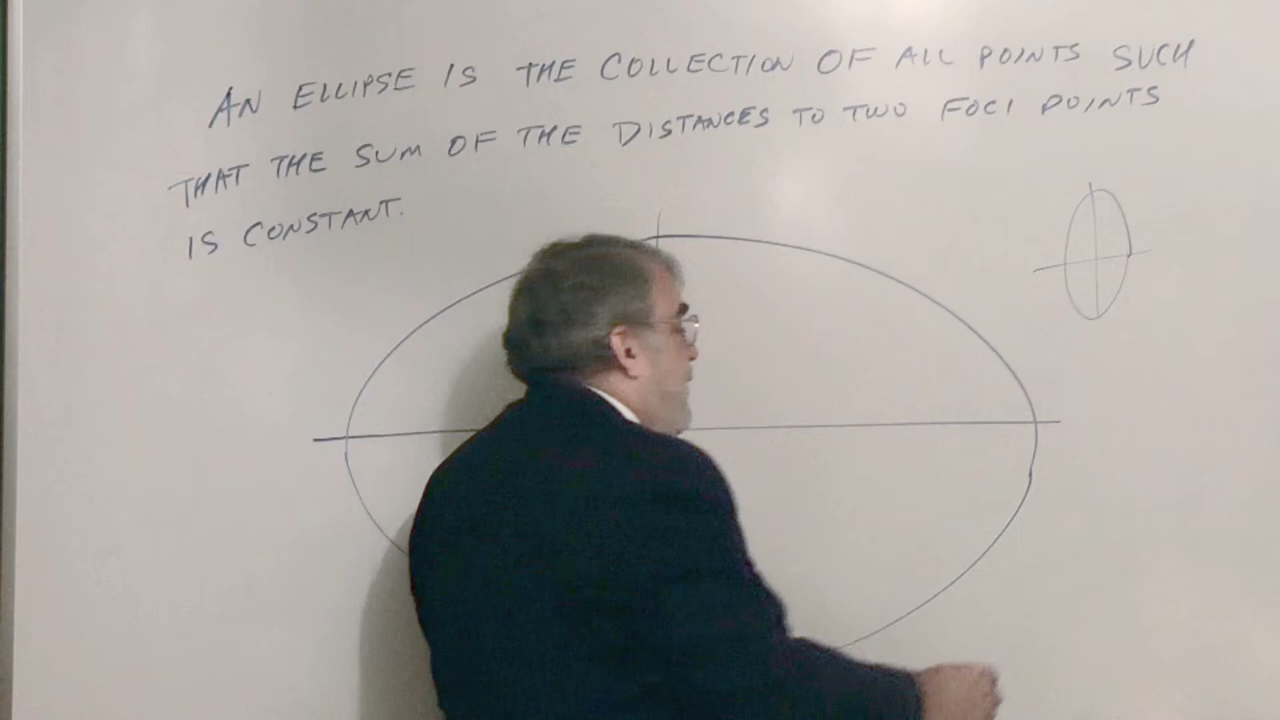 AN ELLIPSE IS THE COLLECTION OF ALL POINTS SUCH
THAT THE SUM OF THE DISTANCES TO TWO FOCI POINTS
IS CONSTANT.